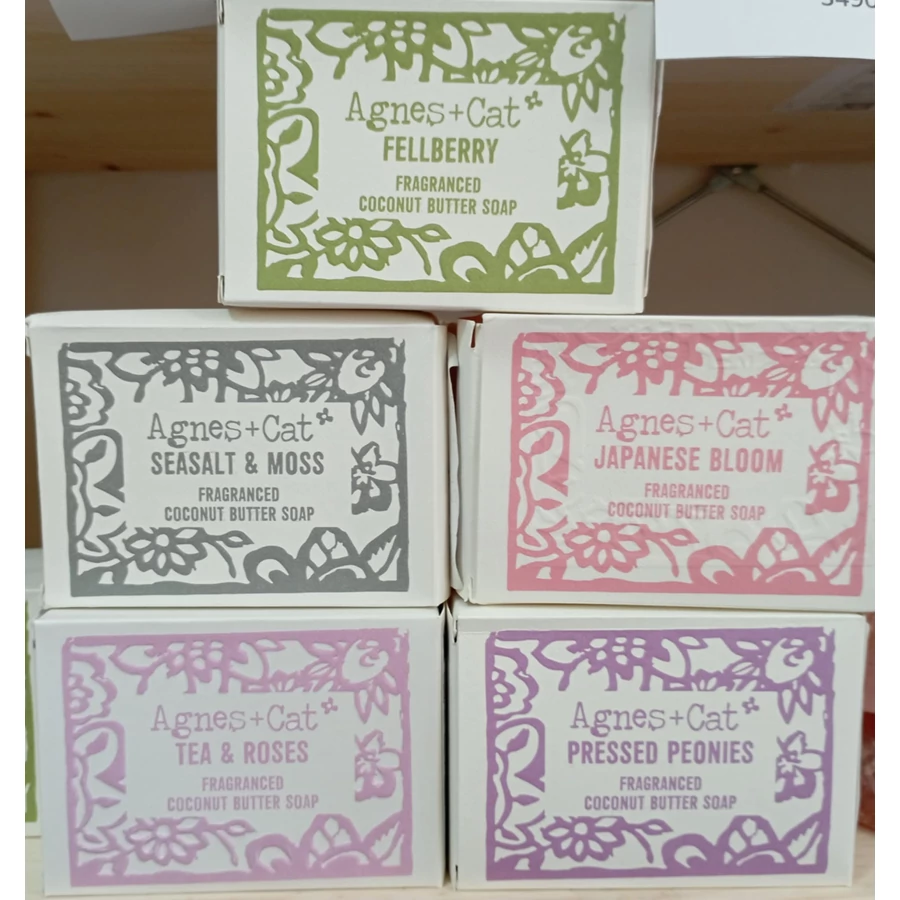 Agnes+Cat
FELLBERRY
FRAGRANCED
COCONUT BUTTER SOAP
Agnes+Cat
SEASALT & MOSS
FRAGRANCED
COCONUT BUTTER SOAP
Agnes+Cat
JAPANESE BLOOM
FRAGRANCED
COCONUT BUTTER SOAP
Agnes+Cat
TEA & ROSES
FRAGRANCED
COCONUT BUTTER SOAP
Agnes+Cat
PRESSED PEONIES
FRAGRANCED
COCONUT BUTTER SOAP